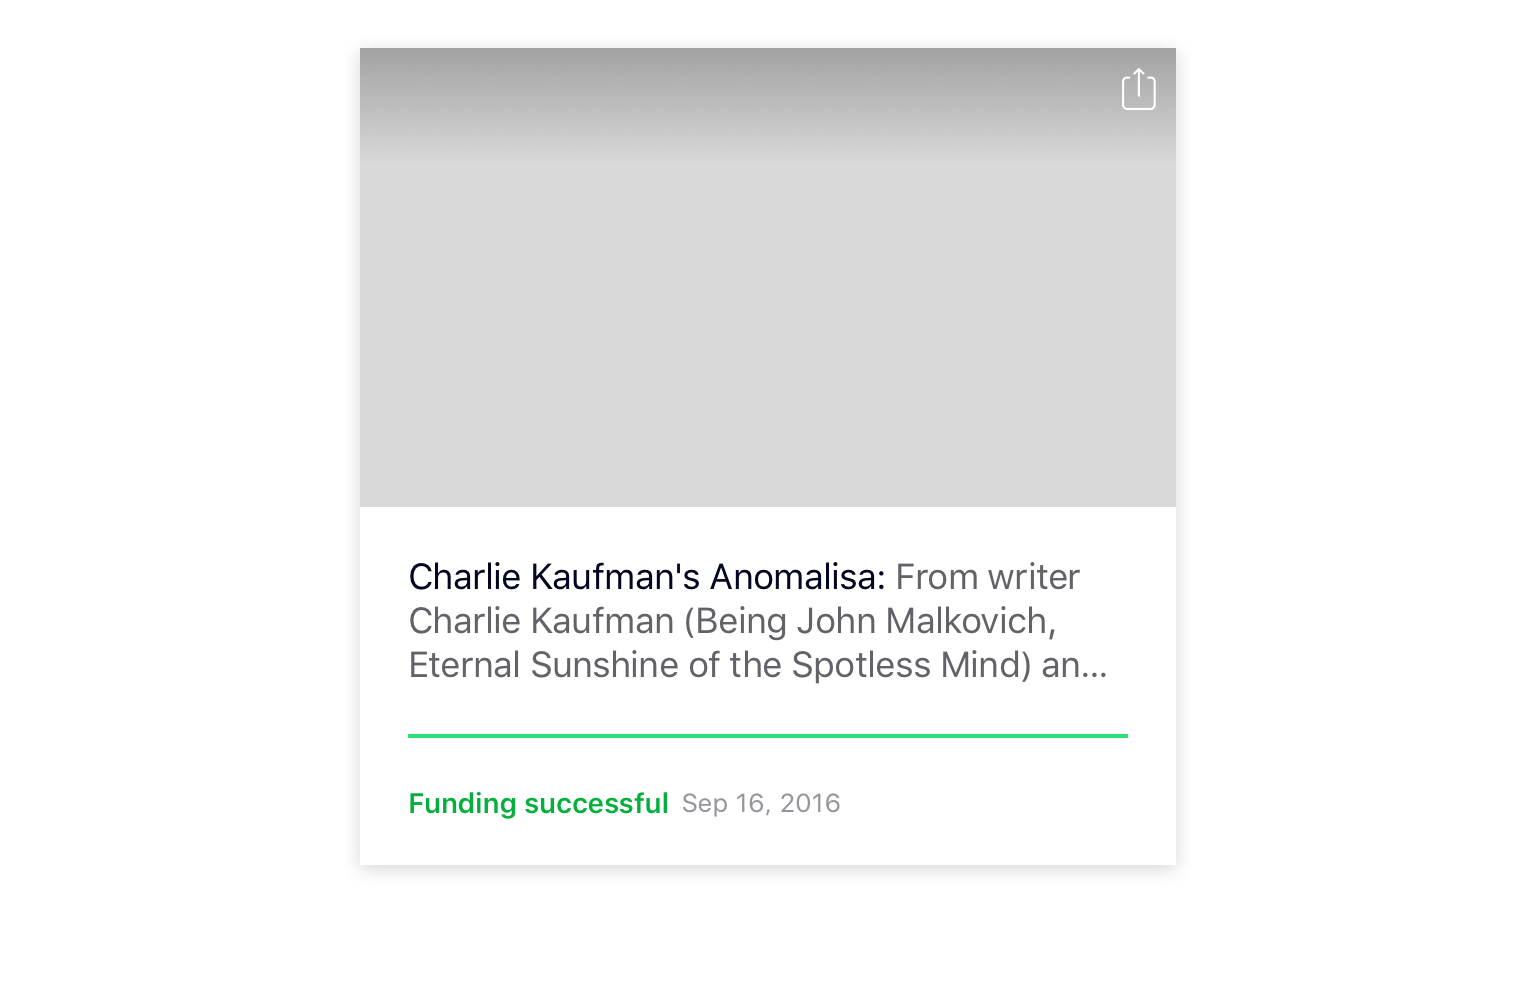 Charlie Kaufman's Anomalisa: From writer
Charlie Kaufman (Being John Malkovich,
Eternal Sunshine of the Spotless Mind) an...
Funding successful Sep 16, 2016